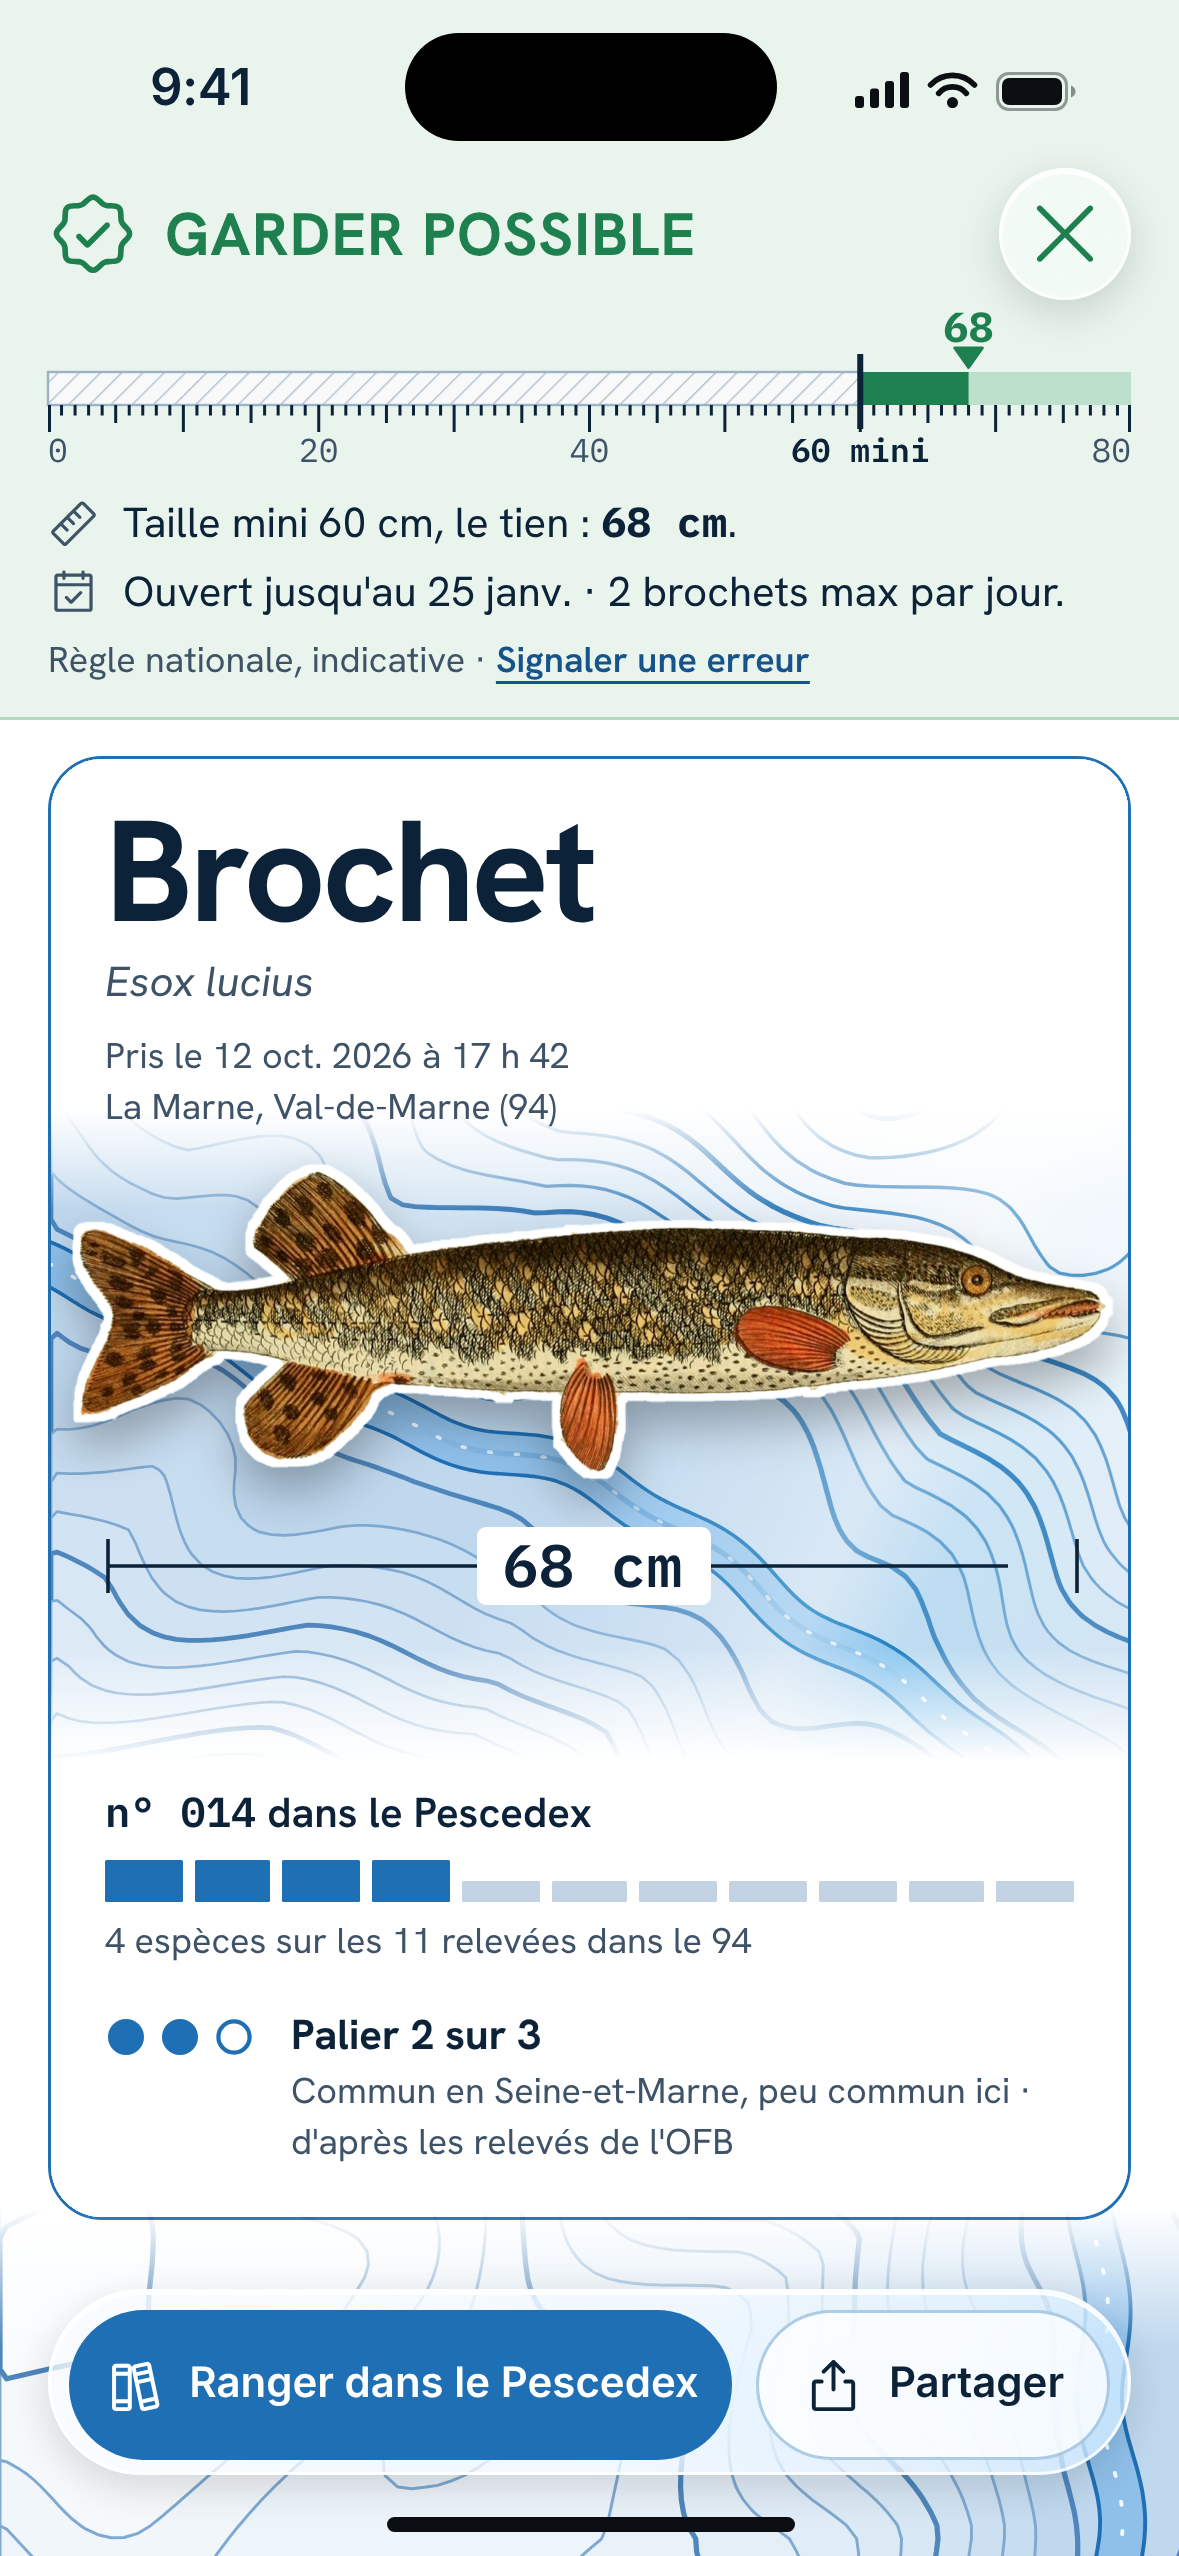 9:41
GARDER POSSIBLE
68
0 20 40 60 mini 80
Taille mini 60 cm, le tien : 68 cm.
Ouvert jusqu'au 25 janv. · 2 brochets max par jour.
Règle nationale, indicative · Signaler une erreur
Brochet
Esox lucius
Pris le 12 oct. 2026 à 17 h 42
La Marne, Val-de-Marne (94)
68 cm
n° 014 dans le Pescedex
4 espèces sur les 11 relevées dans le 94
Palier 2 sur 3
Commun en Seine-et-Marne, peu commun ici ·
d'après les relevés de l'OFB
Ranger dans le Pescedex
Partager